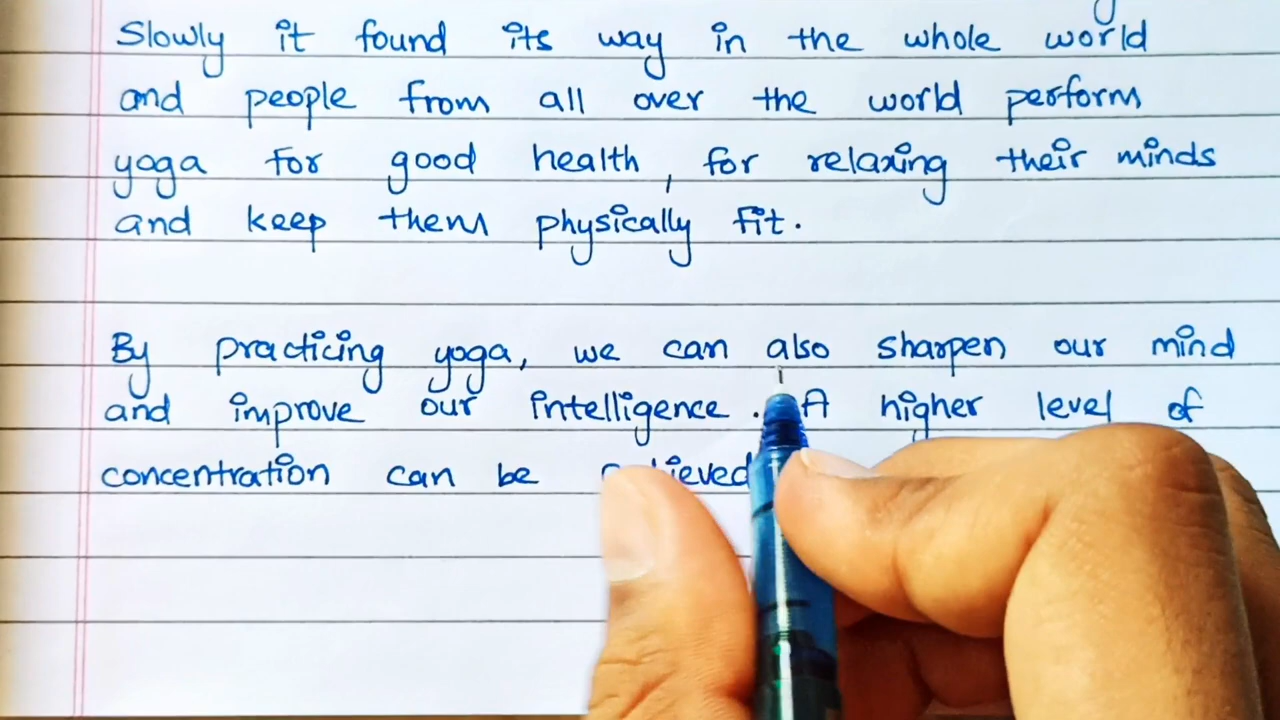 Slowly it found its way in the whole world
and people from all over the world perform
yoga for good health, for relaxing their minds
and keep them physically fit.
By practicing yoga, we can also sharpen our mind
and improve our intelligence. A higher level of
concentration can be achieved